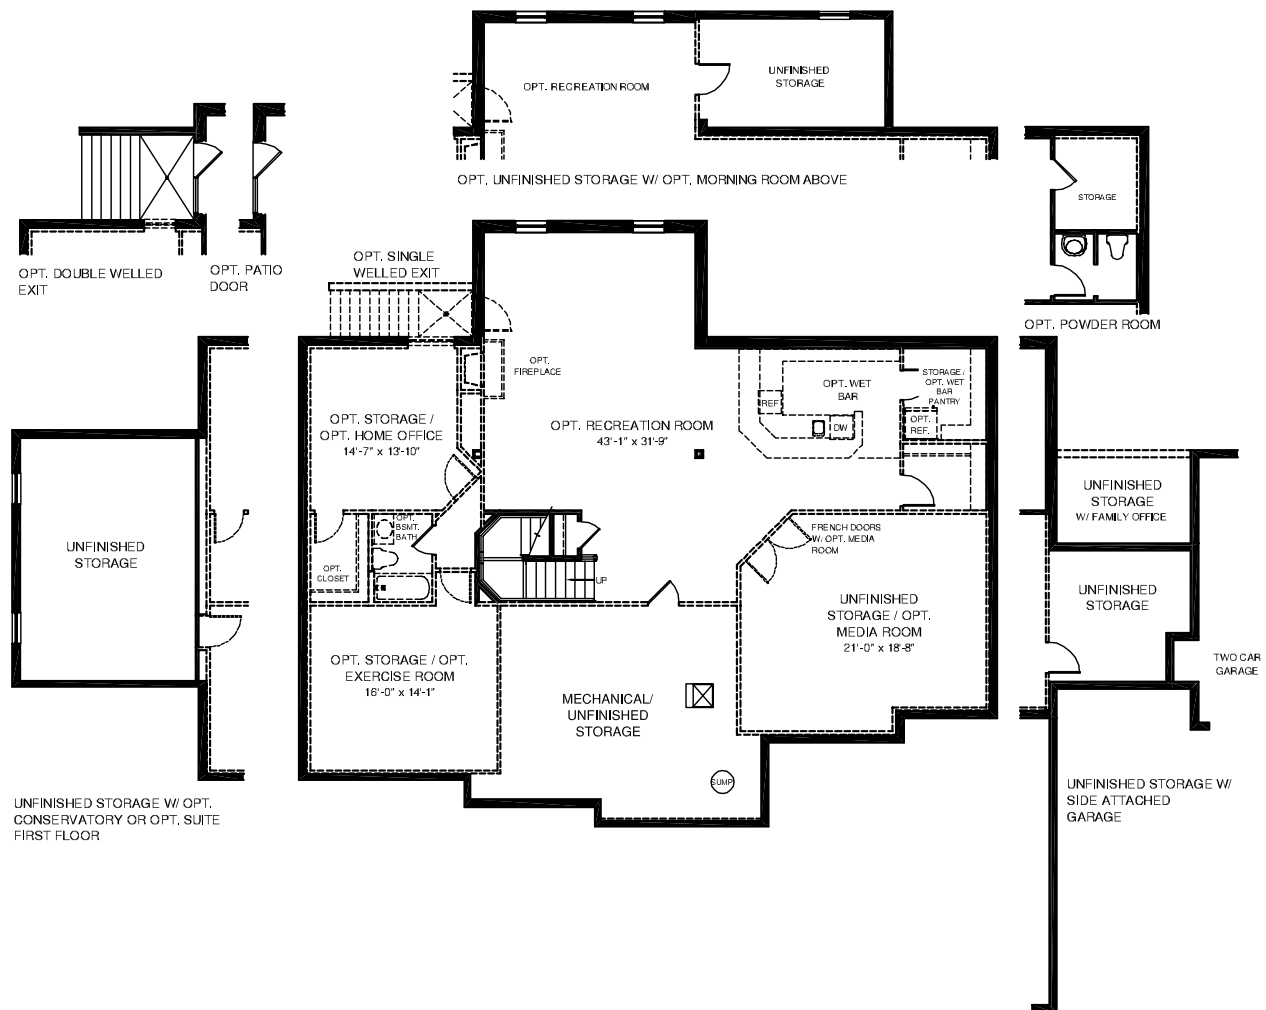 OPT. RECREATION ROOM
UNFINISHED
STORAGE
OPT. UNFINISHED STORAGE W/ OPT. MORNING ROOM ABOVE
STORAGE
OPT. POWDER ROOM
OPT. DOUBLE WELLED
EXIT
OPT. PATIO
DOOR
OPT. SINGLE
WELLED EXIT
OPT.
FIREPLACE
OPT. STORAGE /
OPT. HOME OFFICE
14'-7" x 13'-10"
OPT. RECREATION ROOM
43'-1" x 31'-9"
OPT. WET
BAR
REF
DW
STORAGE /
OPT. WET
BAR
PANTRY
OPT.
REF.
OPT.
BSMT.
BATH
OPT.
CLOSET
UP
FRENCH DOORS
W/ OPT. MEDIA
ROOM
UNFINISHED
STORAGE / OPT.
MEDIA ROOM
21'-0" x 18'-8"
OPT. STORAGE / OPT.
EXERCISE ROOM
16'-0" x 14'-1"
MECHANICAL/
UNFINISHED
STORAGE
SUMP
UNFINISHED
STORAGE
UNFINISHED STORAGE W/ OPT.
CONSERVATORY OR OPT. SUITE
FIRST FLOOR
UNFINISHED
STORAGE
W/ FAMILY OFFICE
UNFINISHED
STORAGE
TWO CAR
GARAGE
UNFINISHED STORAGE W/
SIDE ATTACHED
GARAGE